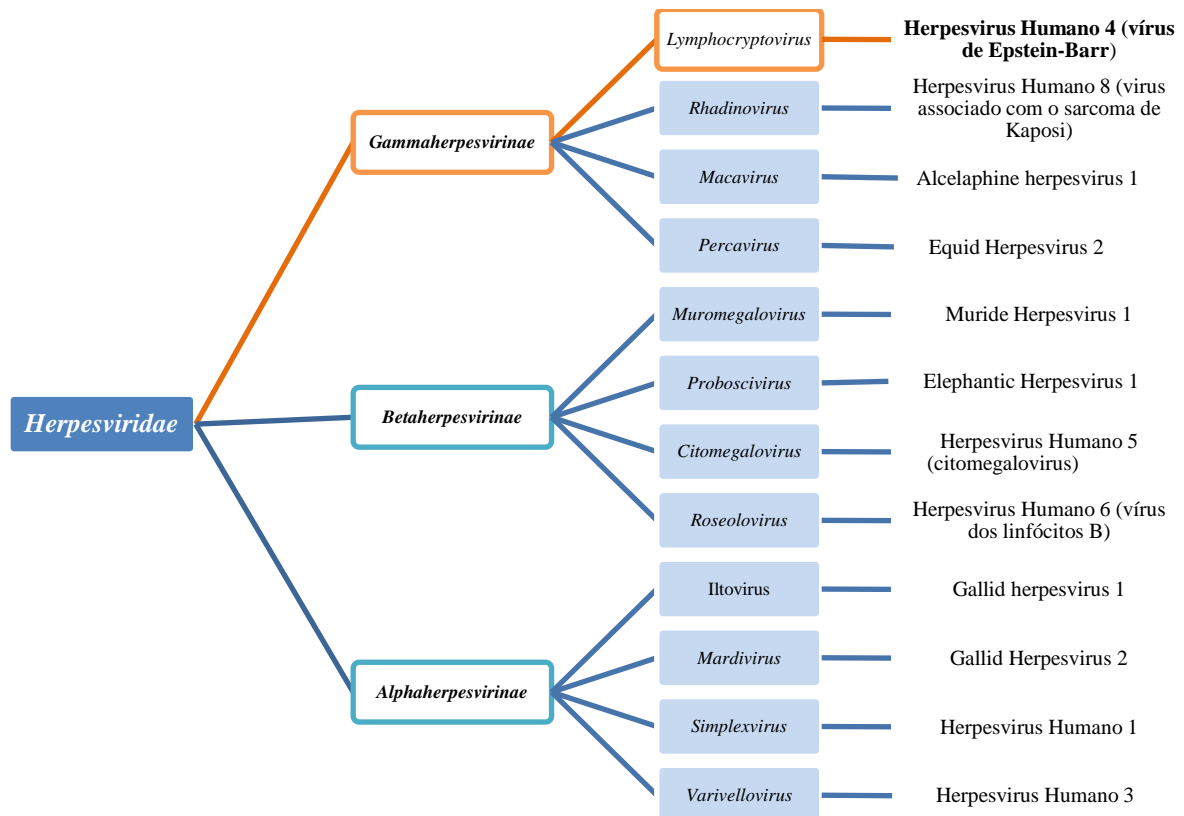 Herpesviridae
Gammaherpesvirinae
Lymphocryptovirus
Herpesvirus Humano 4 (vírus
de Epstein-Barr)
Rhadinovirus
Herpesvirus Humano 8 (virus
associado com o sarcoma de
Kaposi)
Macavirus
Alcelaphine herpesvirus 1
Percavirus
Equid Herpesvirus 2
Betaherpesvirinae
Muromegalovirus
Muride Herpesvirus 1
Proboscivirus
Elephantic Herpesvirus 1
Citomegalovirus
Herpesvirus Humano 5
(citomegalovirus)
Roseolovirus
Herpesvirus Humano 6 (vírus
dos linfócitos B)
Alphaherpesvirinae
Iltovirus
Gallid herpesvirus 1
Mardivirus
Gallid Herpesvirus 2
Simplexvirus
Herpesvirus Humano 1
Varivellovirus
Herpesvirus Humano 3